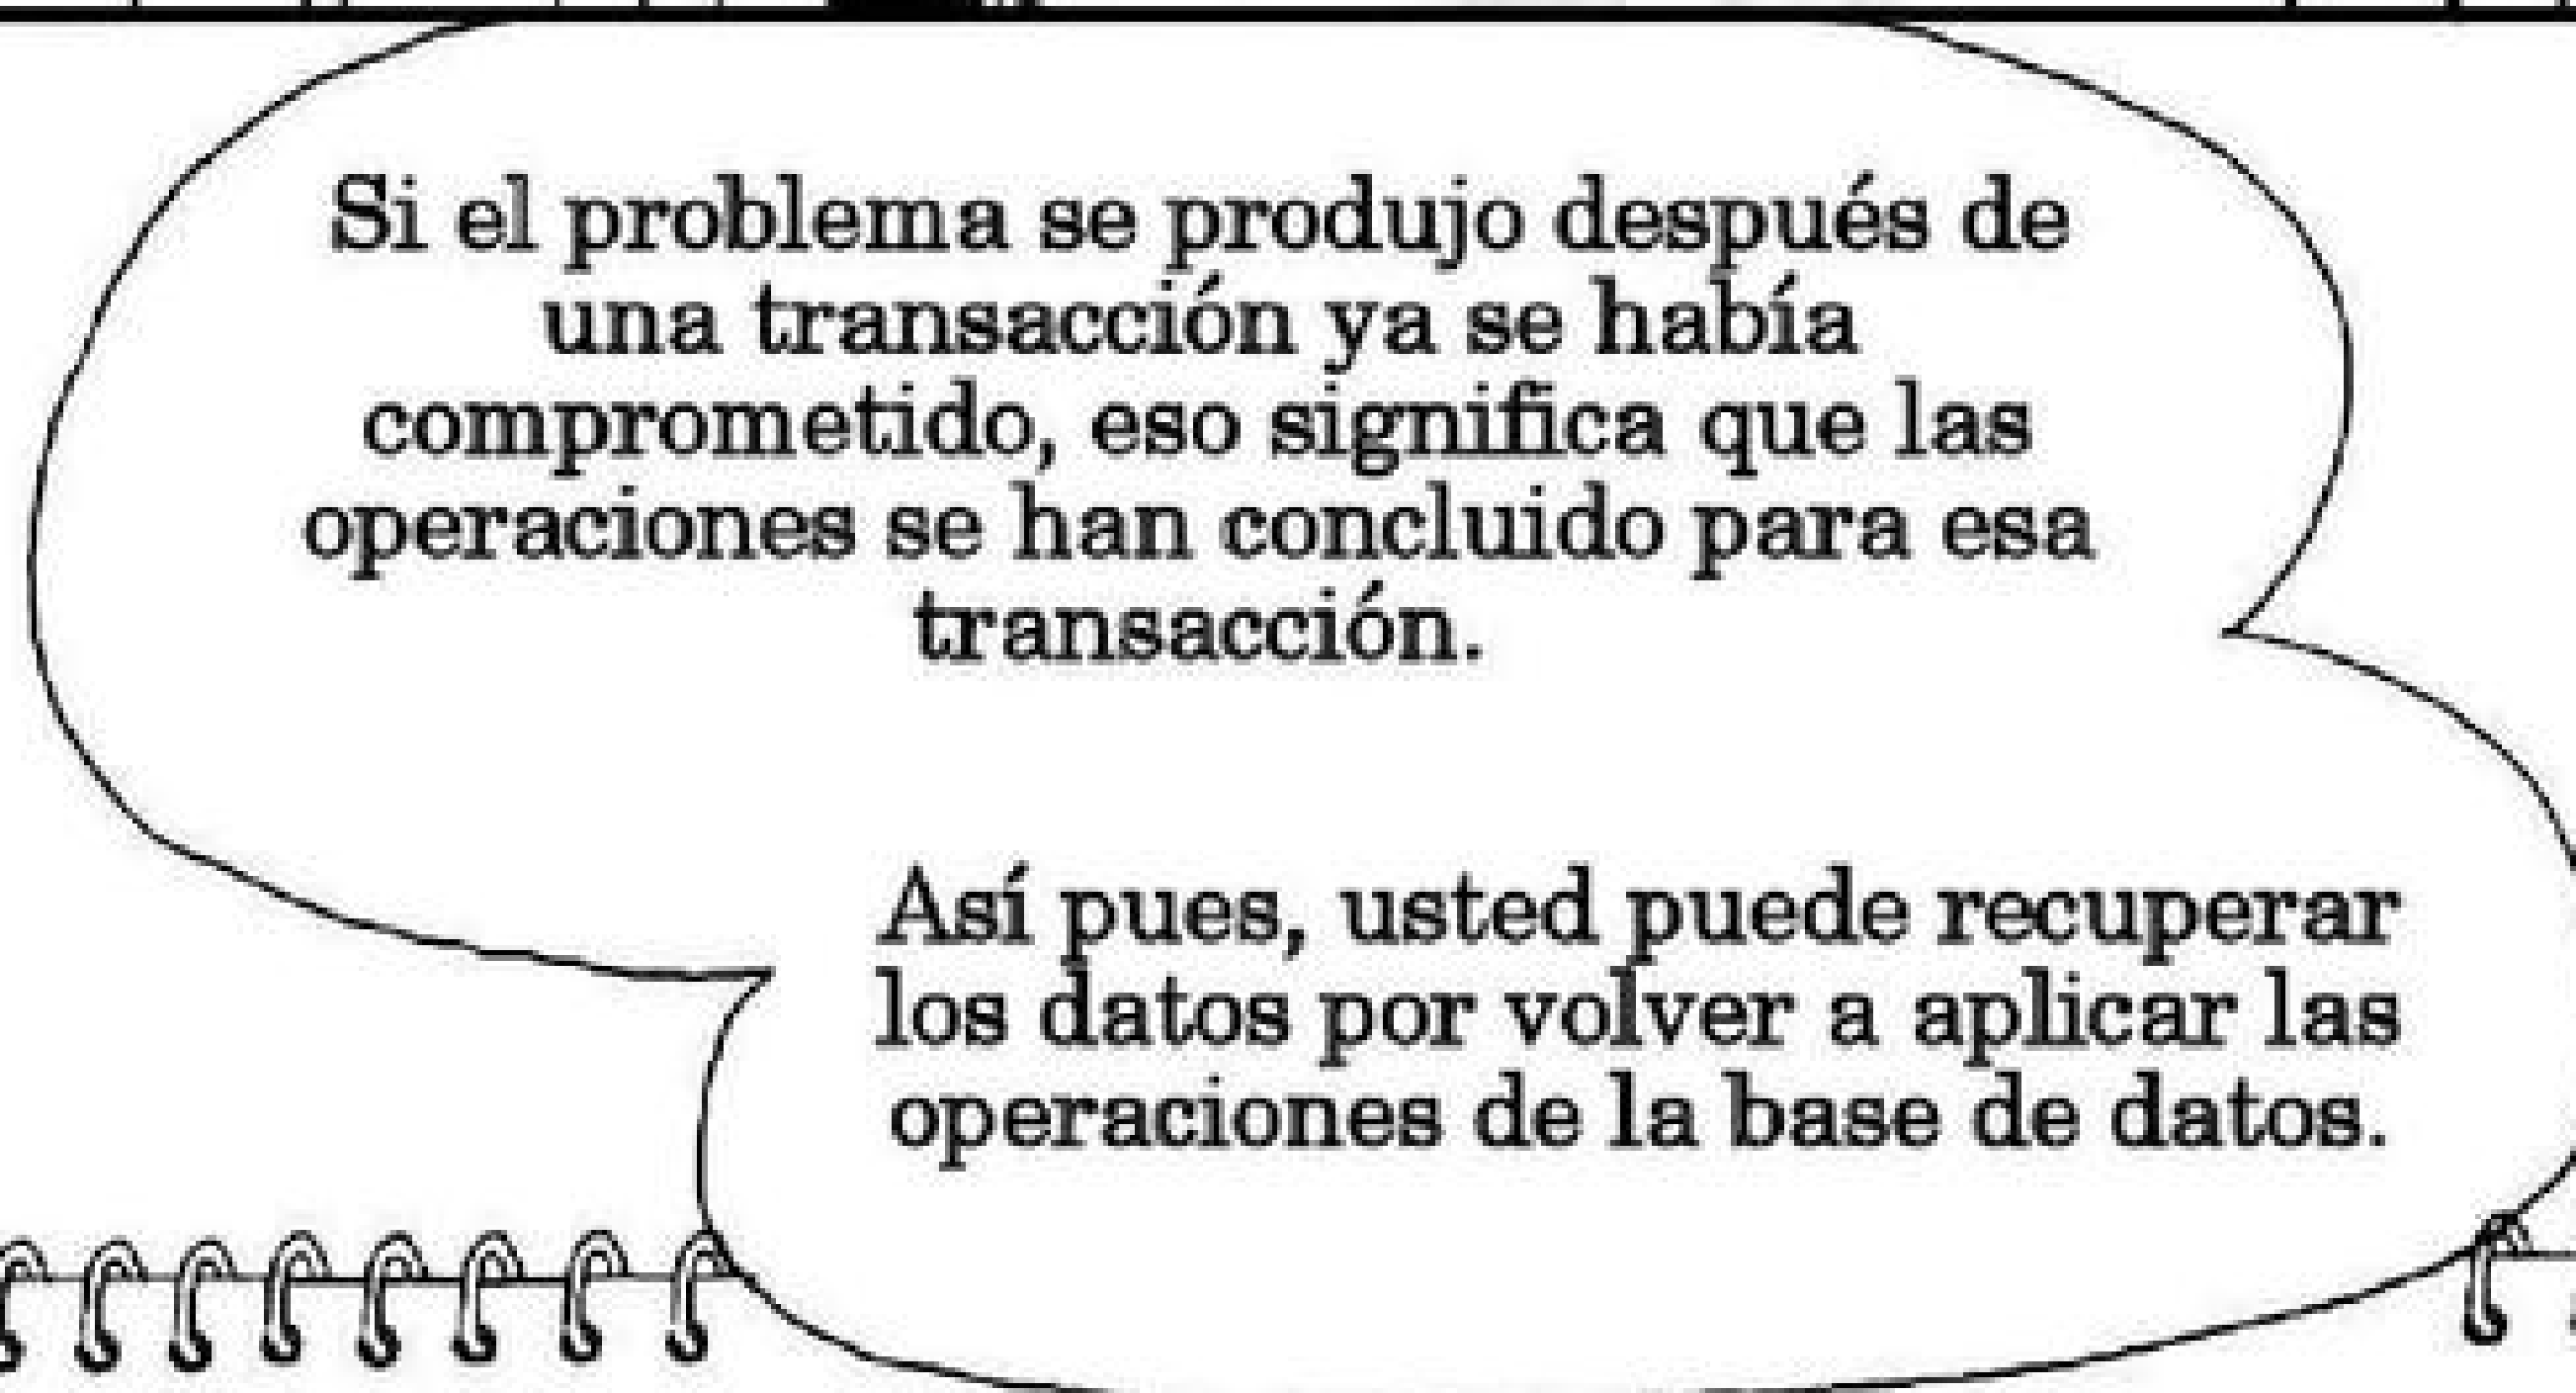 Si el problema se produjo después de
una transacción ya se había
comprometido, eso significa que las
operaciones se han concluido para esa
transacción.
Así pues, usted puede recuperar
los datos por volver a aplicar las
operaciones de la base de datos.